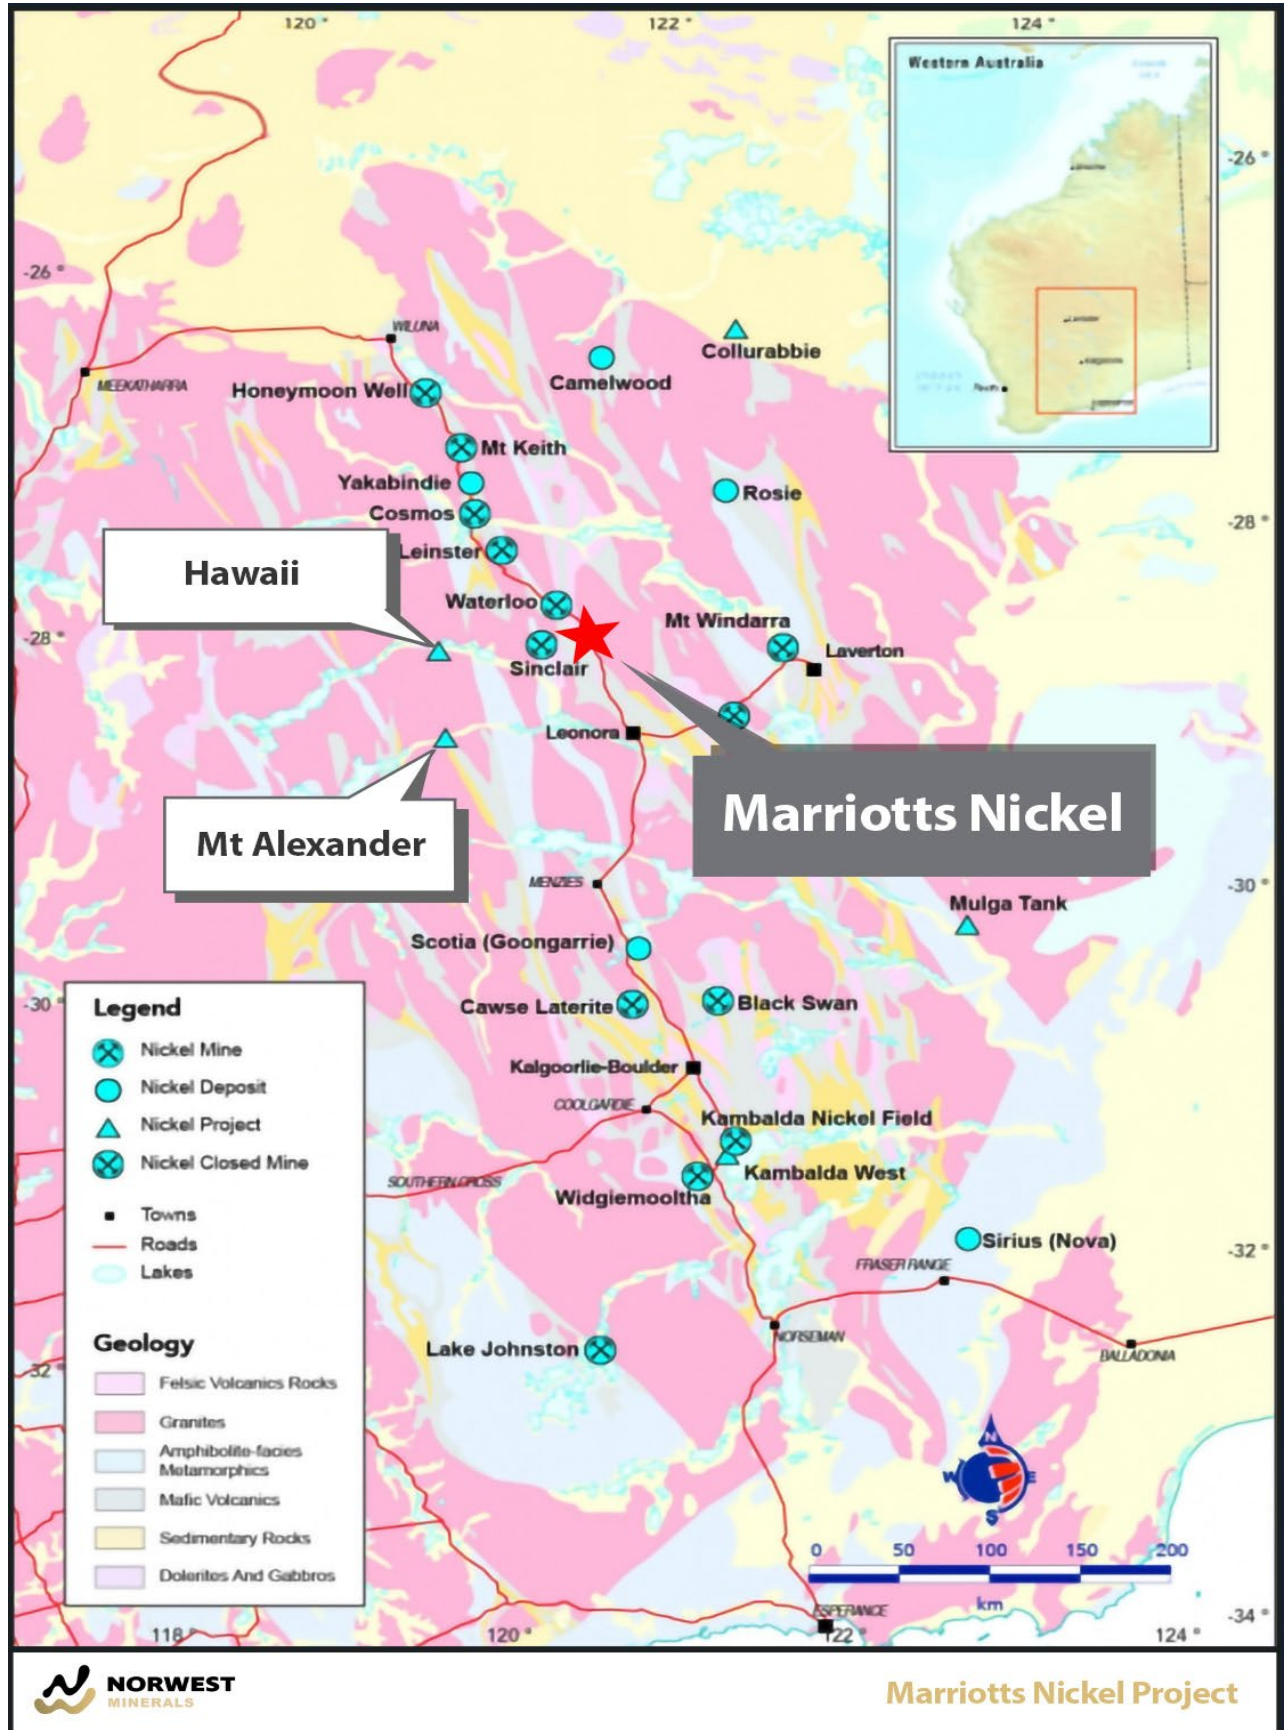 120 °
122 °
124 °
Western Australia
-26 °
-26 °
WILUNA
Collurabbie
Camelwood
MEEKATHARRA
Honeymoon Well
Perth
Mt Keith
Yakabindie
Rosie
Cosmos
-28 °
Leinster
Hawaii
Waterloo
Mt Windarra
-28 °
Laverton
Sinclair
Leonora
Marriotts Nickel
Mt Alexander
MENZIES
-30 °
Mulga Tank
Scotia (Goongarrie)
-30 °
Cawse Laterite
Black Swan
Legend
Nickel Mine
Nickel Deposit
Nickel Project
Nickel Closed Mine
Towns
Roads
Lakes
Kalgoorlie-Boulder
COOLGARDIE
Kambalda Nickel Field
Kambalda West
SOUTHERN CROSS
Widgiemooltha
Sirius (Nova)
-32 °
FRASER RANGE
NORSEMAN
Lake Johnston
BALLADONIA
-32
Geology
Felsic Volcanics Rocks
Granites
Amphibolite-facies
Metamorphics
Mafic Volcanics
Sedimentary Rocks
Dolerites And Gabbros
N
W E
S
0 50 100 150 200
km
ESPERANCE
-34 °
118 °
120 °
122 °
124 °
NORWEST
MINERALS
Marriotts Nickel Project